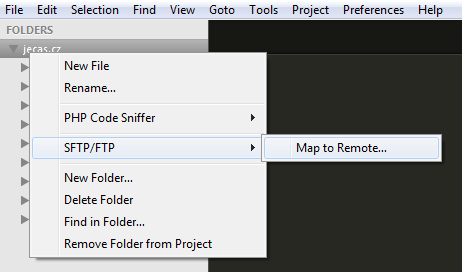 File Edit Selection Find View Goto Tools Project Preferences Help
FOLDERS
jecas.cz
New File
Rename...
PHP Code Sniffer
SFTP/FTP
Map to Remote...
New Folder...
Delete Folder
Find in Folder...
Remove Folder from Project